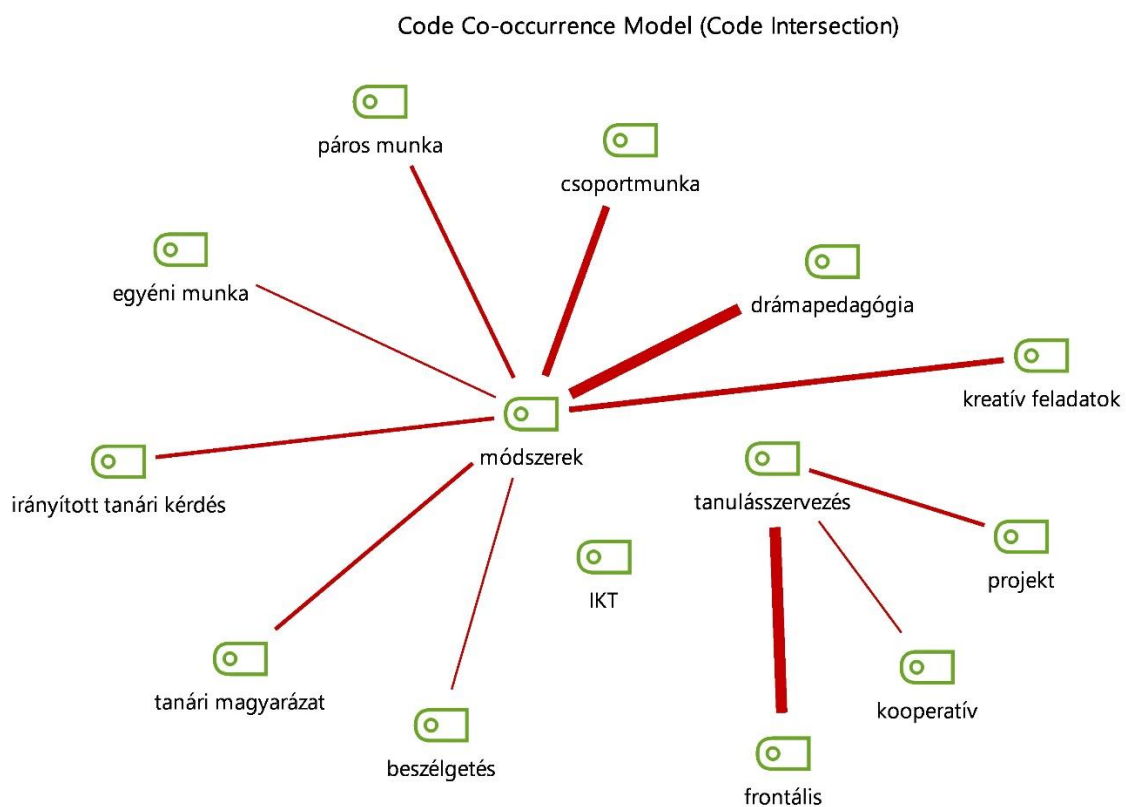 Code Co-occurrence Model (Code Intersection)
páros munka
csoportmunka
egyéni munka
drámapedagógia
kreatív feladatok
módszerek
irányított tanári kérdés
tanulásszervezés
projekt
IKT
tanári magyarázat
kooperatív
beszélgetés
frontális